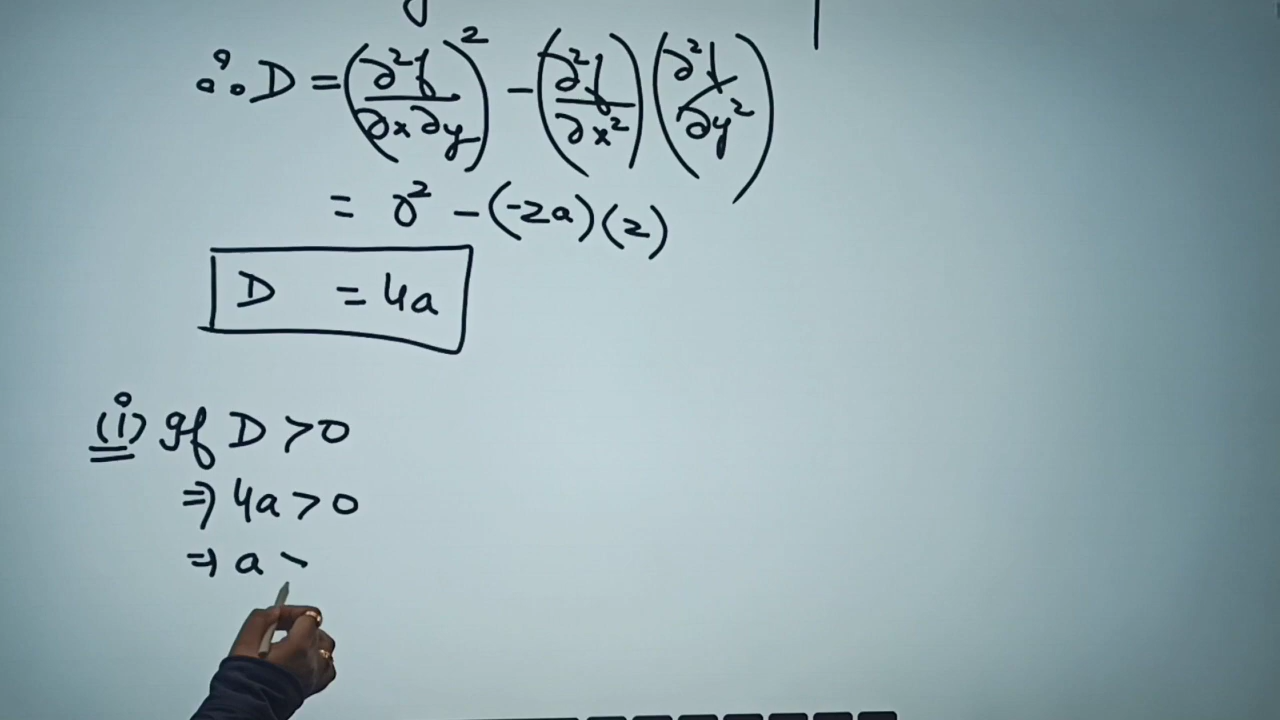 ∴ D = (∂²f/∂x∂y)² − (∂²f/∂x²)(∂²f/∂y²)
= 0² − (−2a)(2)
D = 4a
(i) If D > 0
⇒ 4a > 0
⇒ a